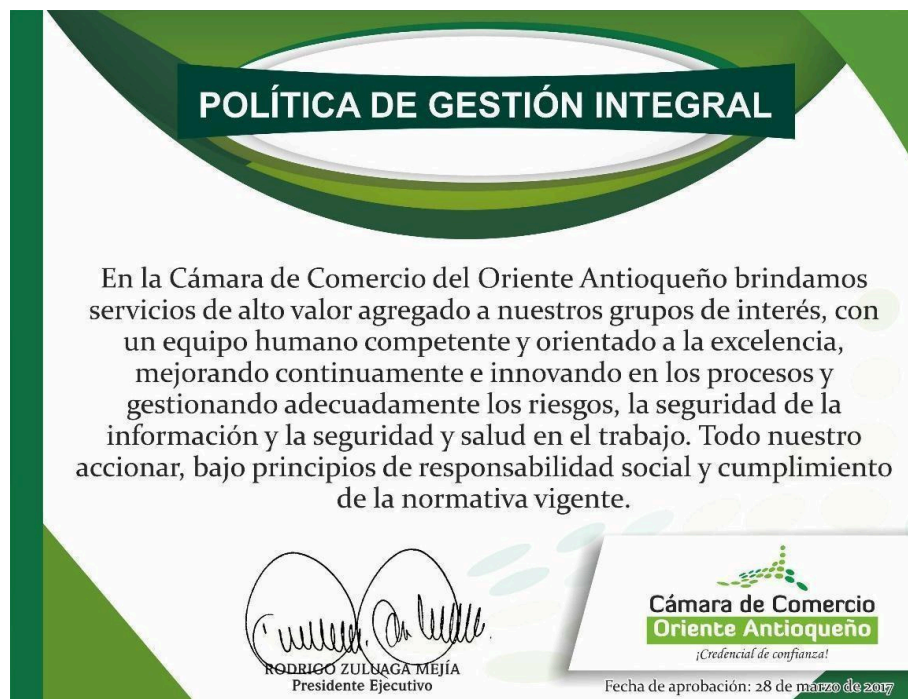 POLÍTICA DE GESTIÓN INTEGRAL
En la Cámara de Comercio del Oriente Antioqueño brindamos
servicios de alto valor agregado a nuestros grupos de interés, con
un equipo humano competente y orientado a la excelencia,
mejorando continuamente e innovando en los procesos y
gestionando adecuadamente los riesgos, la seguridad de la
información y la seguridad y salud en el trabajo. Todo nuestro
accionar, bajo principios de responsabilidad social y cumplimiento
de la normativa vigente.
RODRIGO ZULUAGA MEJÍA
Presidente Ejecutivo
Cámara de Comercio
Oriente Antioqueño
¡Credencial de confianza!
Fecha de aprobación: 28 de marzo de 2017